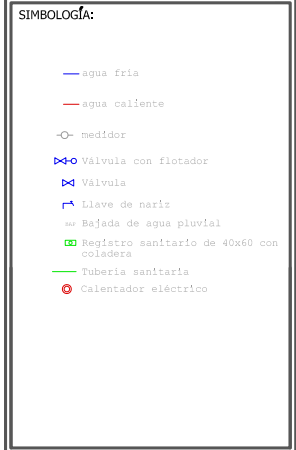 SIMBOLOGÍA:
agua fría
agua caliente
medidor
Válvula con flotador
Válvula
Llave de nariz
Bajada de agua pluvial
Registro sanitario de 40x60 con
coladera
Tubería sanitaria
Calentador eléctrico